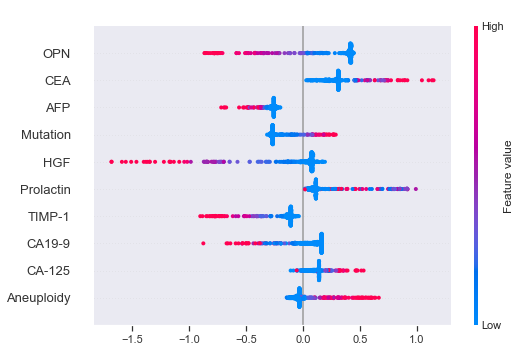 High
OPN
CEA
AFP
Mutation
HGF
Prolactin
TIMP-1
CA19-9
CA-125
Aneuploidy
Feature value
Low
−1.5 −1.0 −0.5 0.0 0.5 1.0